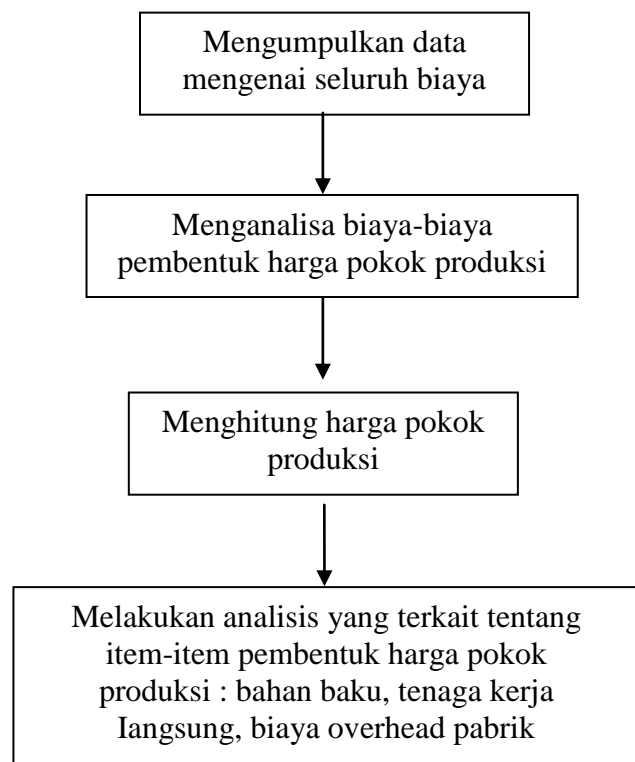 Mengumpulkan data
mengenai seluruh biaya
Menganalisa biaya-biaya
pembentuk harga pokok produksi
Menghitung harga pokok
produksi
Melakukan analisis yang terkait tentang
item-item pembentuk harga pokok
produksi : bahan baku, tenaga kerja
Iangsung, biaya overhead pabrik